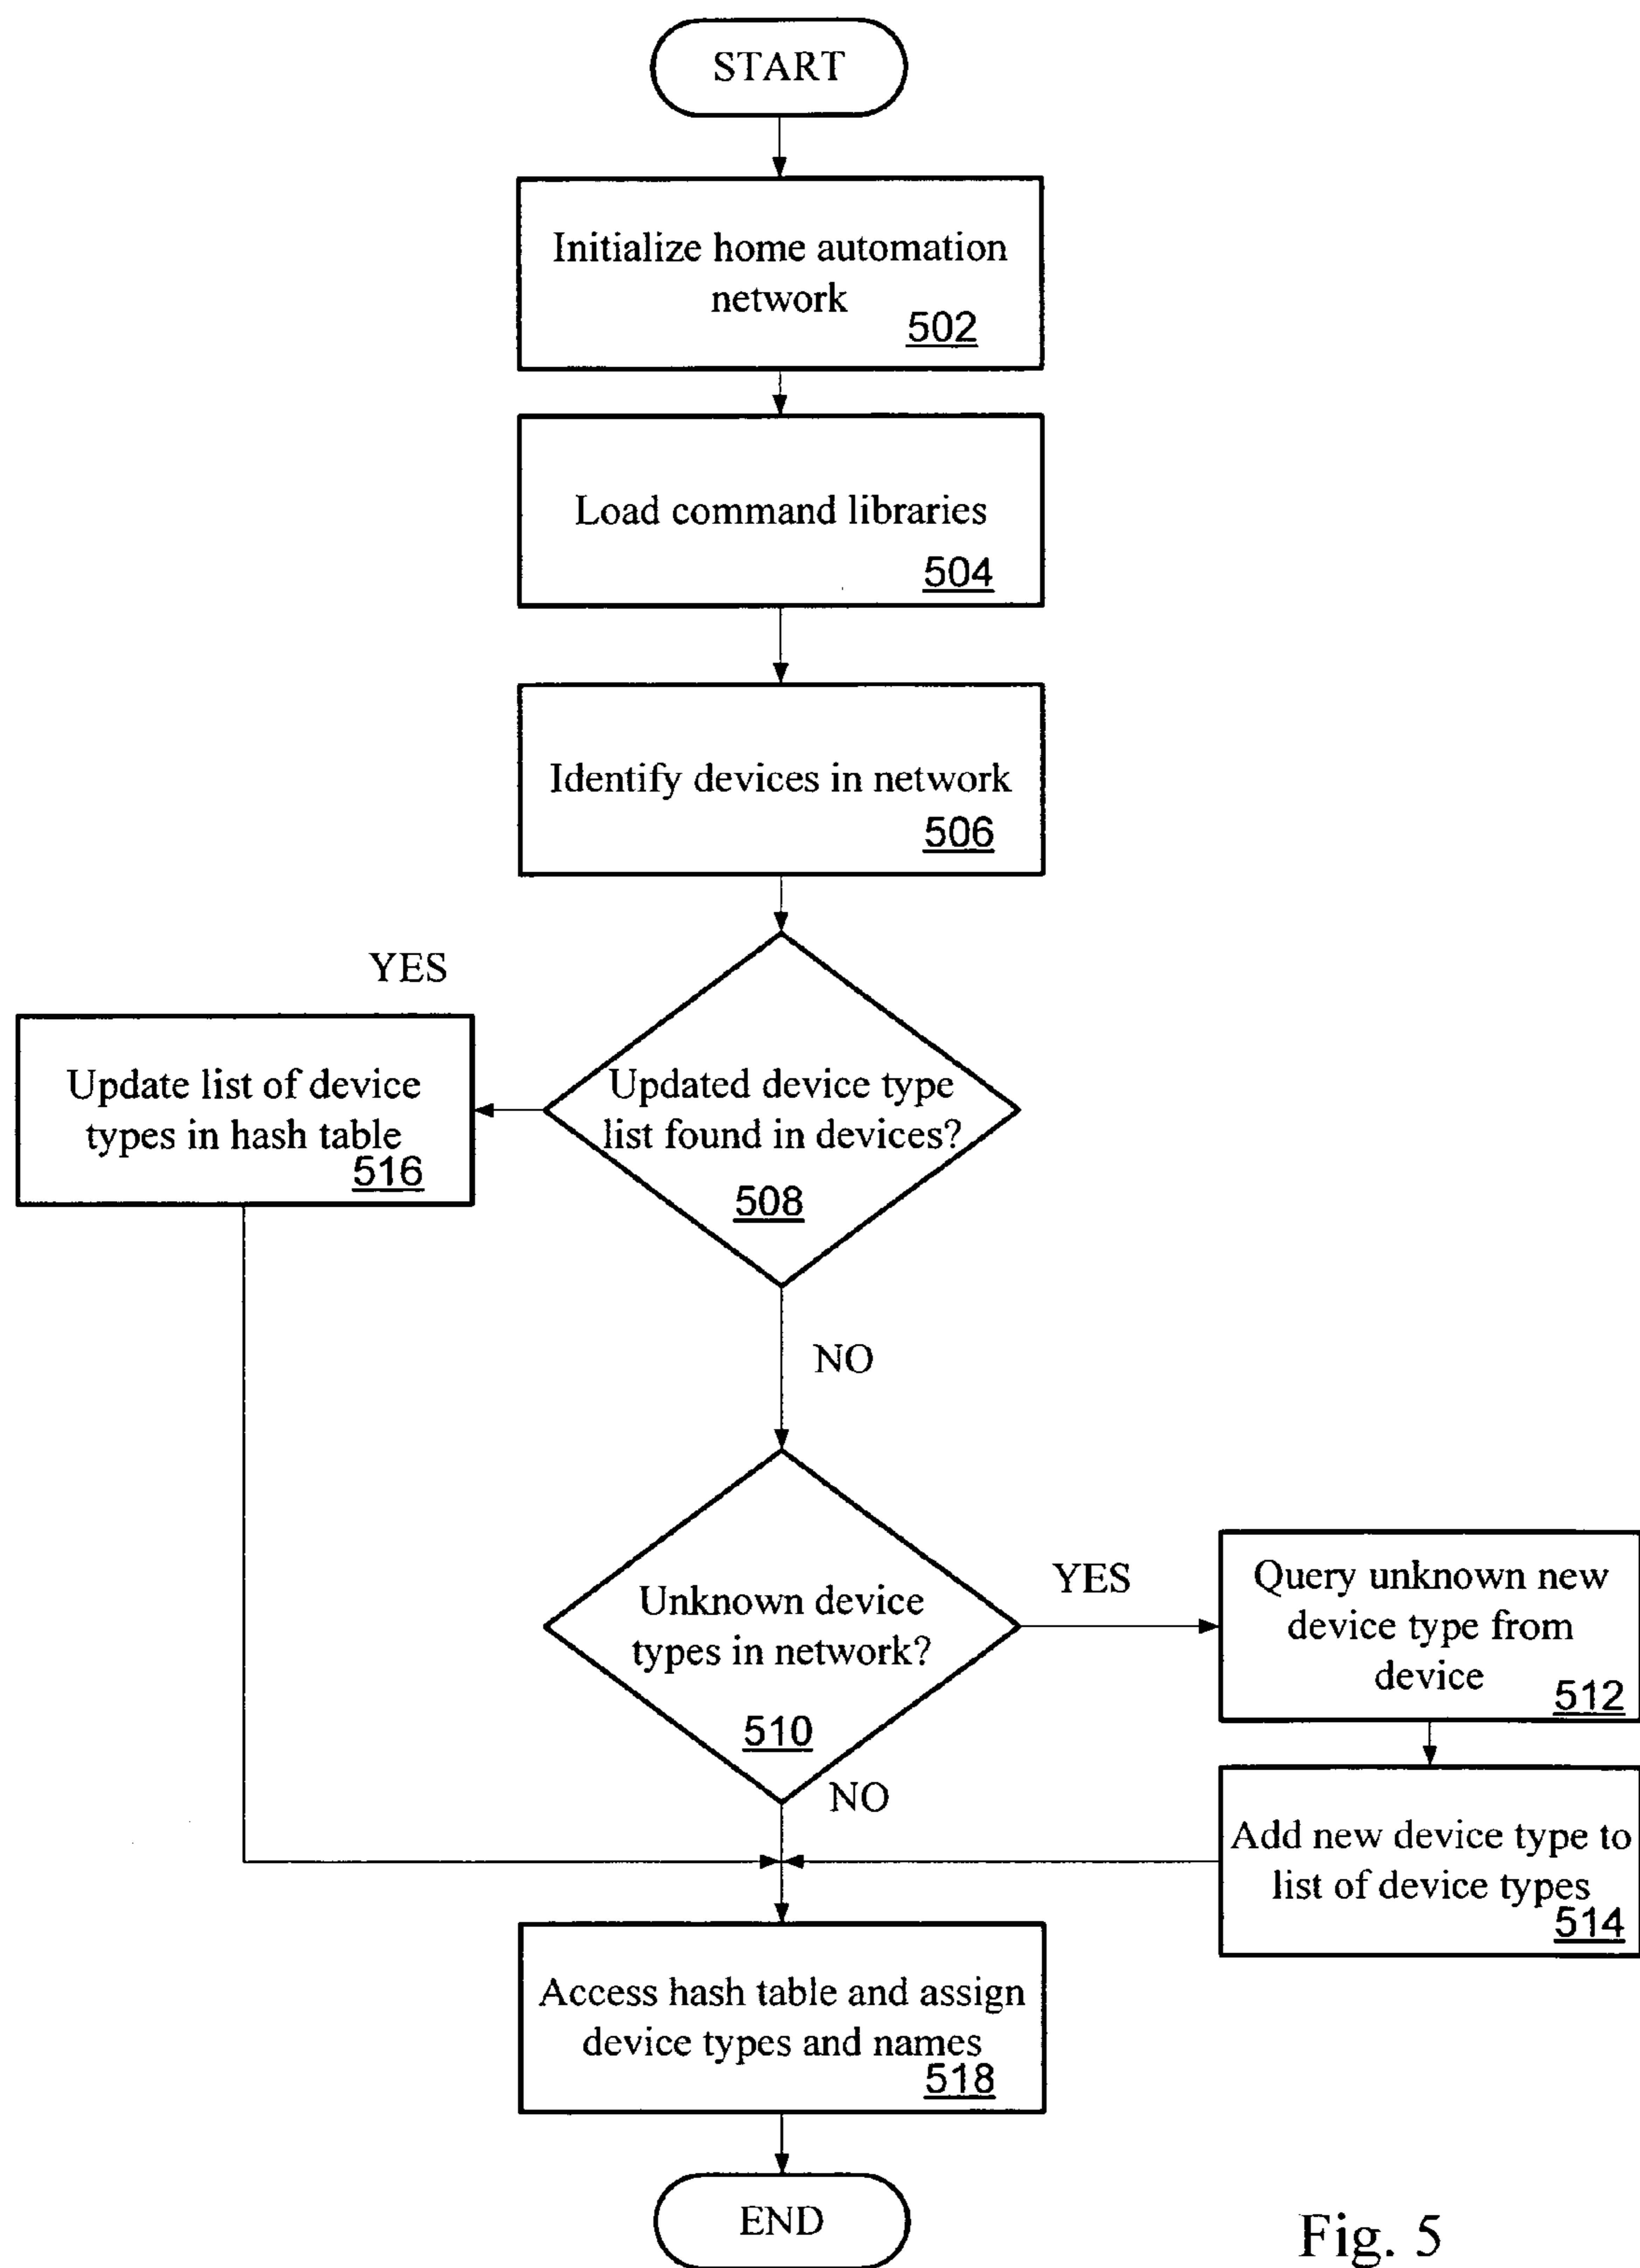 START
Initialize home automation
network
502
Load command libraries
504
Identify devices in network
506
YES
Update list of device
types in hash table
516
Updated device type
list found in devices?
508
NO
Unknown device
types in network?
510
YES
Query unknown new
device type from
device
512
NO
Add new device type to
list of device types
514
Access hash table and assign
device types and names
518
END
Fig. 5